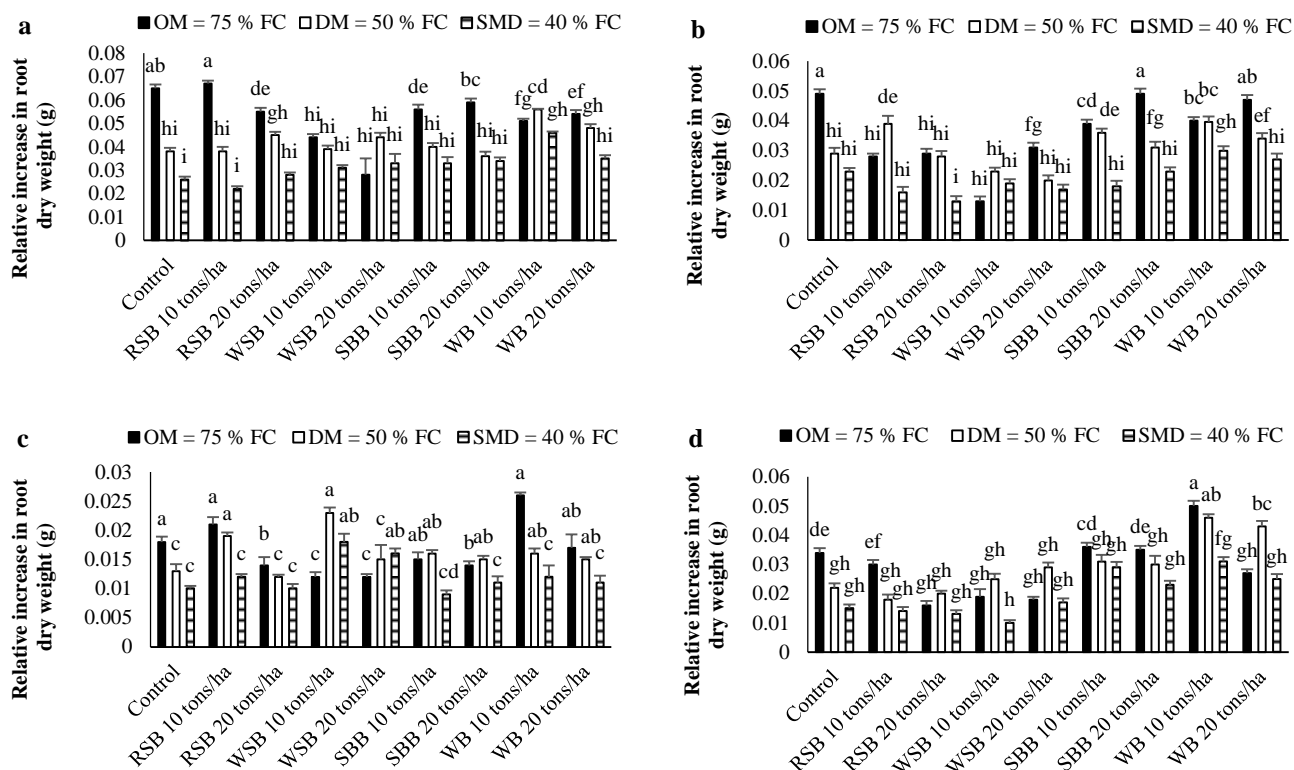 a
■ OM = 75 % FC □ DM = 50 % FC ⊟ SMD = 40 % FC
Relative increase in root
dry weight (g)
0.08
0.07
0.06
0.05
0.04
0.03
0.02
0.01
0
ab hi i a hi i de gh hi hi hi hi hi hi hi de hi hi bc hi hi fg cd gh ef gh hi
Control
RSB 10 tons/ha
RSB 20 tons/ha
WSB 10 tons/ha
WSB 20 tons/ha
SBB 10 tons/ha
SBB 20 tons/ha
WB 10 tons/ha
WB 20 tons/ha
b
■ OM = 75 % FC □ DM = 50 % FC ⊟ SMD = 40 % FC
Relative increase in root
dry weight (g)
0.06
0.05
0.04
0.03
0.02
0.01
0
a hi hi hi de hi hi hi i hi hi hi fg hi hi cd de hi a fg hi bc bc gh ab ef hi
Control
RSB 10 tons/ha
RSB 20 tons/ha
WSB 10 tons/ha
WSB 20 tons/ha
SBB 10 tons/ha
SBB 20 tons/ha
WB 10 tons/ha
WB 20 tons/ha
c
■ OM = 75 % FC □ DM = 50 % FC ⊟ SMD = 40 % FC
Relative increase in root
dry weight (g)
0.03
0.025
0.02
0.015
0.01
0.005
0
a c c a a c b c c c a ab c c ab ab ab cd b ab c a ab c ab ab c
Control
RSB 10 tons/ha
RSB 20 tons/ha
WSB 10 tons/ha
WSB 20 tons/ha
SBB 10 tons/ha
SBB 20 tons/ha
WB 10 tons/ha
WB 20 tons/ha
d
■ OM = 75 % FC □ DM = 50 % FC ⊟ SMD = 40 % FC
Relative increase in root
dry weight (g)
0.06
0.05
0.04
0.03
0.02
0.01
0
de gh gh ef gh gh gh gh gh gh gh h gh gh gh cd gh gh de gh gh a ab fg gh bc gh
Control
RSB 10 tons/ha
RSB 20 tons/ha
WSB 10 tons/ha
WSB 20 tons/ha
SBB 10 tons/ha
SBB 20 tons/ha
WB 10 tons/ha
WB 20 tons/ha